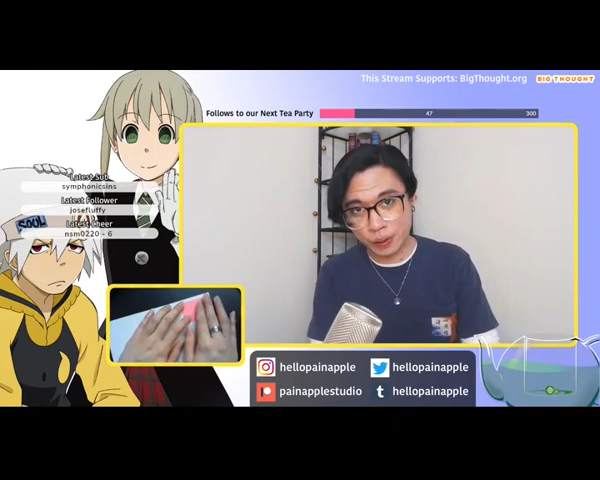 This Stream Supports: BigThought.org
BIG THOUGHT
Follows to our Next Tea Party
47
300
Latest Sub
symphonicsins
Latest Follower
josefluffy
Latest Cheer
nsm0220 - 6
SOUL
hellopainapple
hellopainapple
painapplestudio
hellopainapple